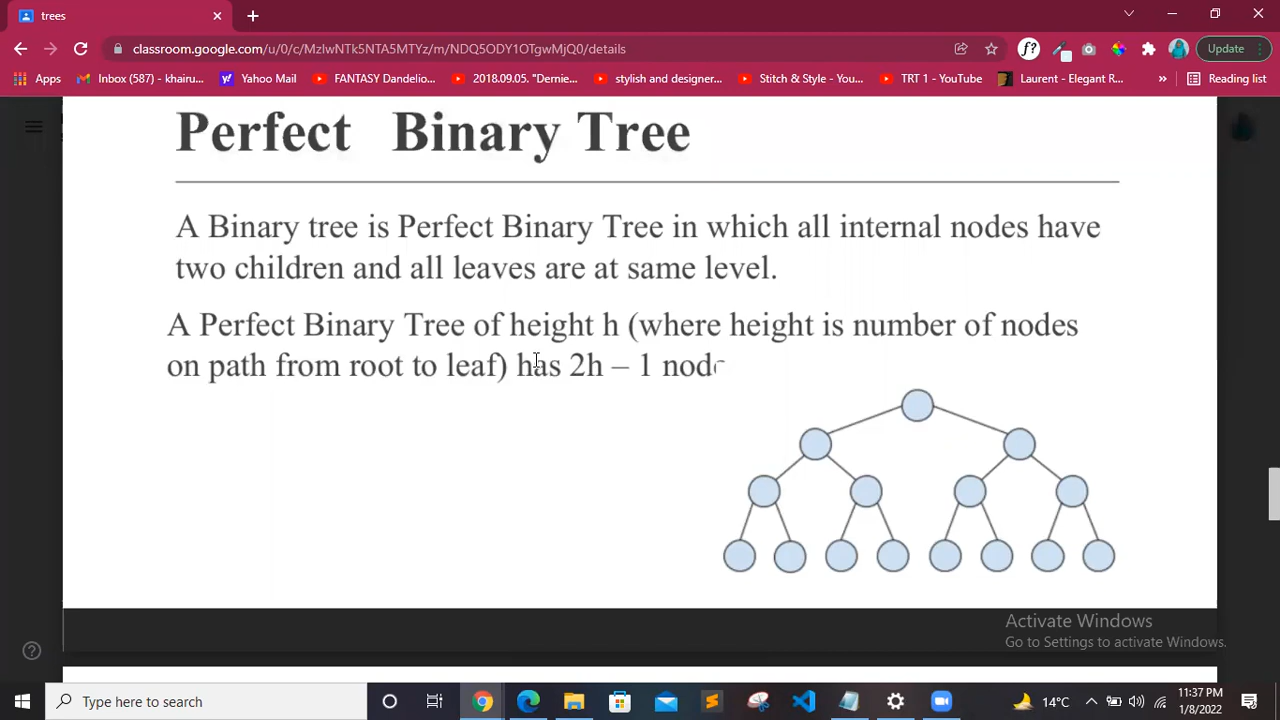 trees
classroom.google.com/u/0/c/MzIwNTk5NTA5MTYz/m/NDQ5ODY1OTgwMjQ0/details
Update
Apps
Inbox (587) - khairu...
Yahoo Mail
FANTASY Dandelio...
2018.09.05. "Dernie...
stylish and designer...
Stitch & Style - You...
TRT 1 - YouTube
Laurent - Elegant R...
Reading list
Perfect Binary Tree
A Binary tree is Perfect Binary Tree in which all internal nodes have
two children and all leaves are at same level.
A Perfect Binary Tree of height h (where height is number of nodes
on path from root to leaf) has 2h – 1 node
Activate Windows
Go to Settings to activate Windows.
Type here to search
14°C
11:37 PM
1/8/2022